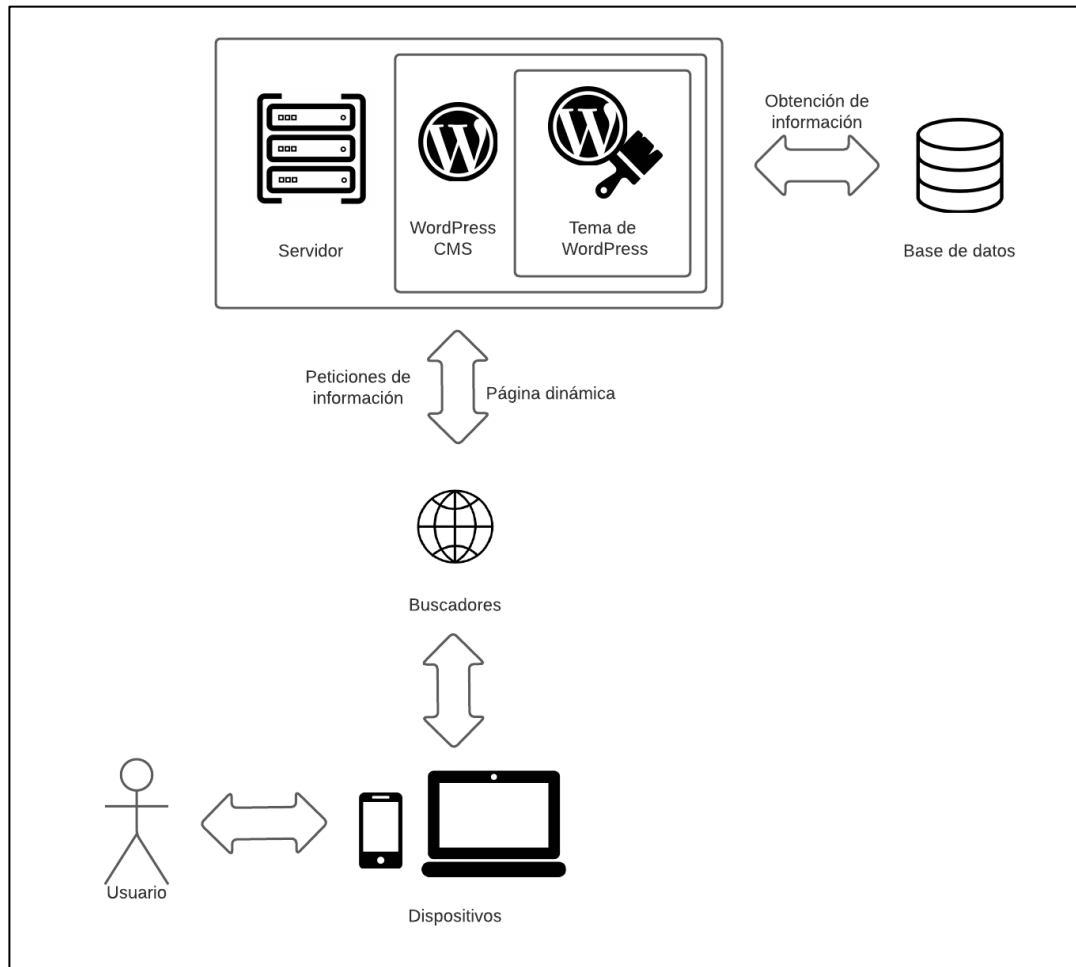 Obtención de
información
Servidor
WordPress
CMS
Tema de
WordPress
Base de datos
Peticiones de
información
Página dinámica
Buscadores
Usuario
Dispositivos